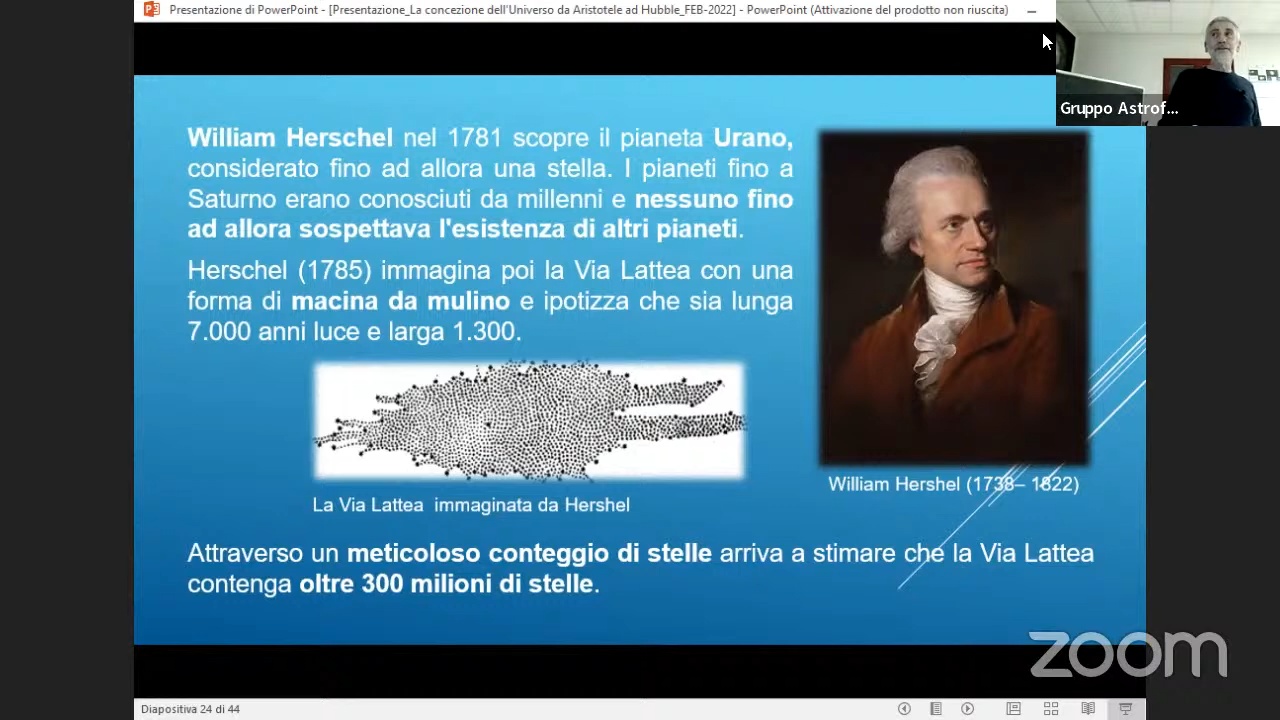 Presentazione di PowerPoint - [Presentazione_La concezione dell'Universo da Aristotele ad Hubble_FEB-2022] - PowerPoint (Attivazione del prodotto non riuscita)
Gruppo Astrof...
William Herschel nel 1781 scopre il pianeta Urano,
considerato fino ad allora una stella. I pianeti fino a
Saturno erano conosciuti da millenni e nessuno fino
ad allora sospettava l'esistenza di altri pianeti.
Herschel (1785) immagina poi la Via Lattea con una
forma di macina da mulino e ipotizza che sia lunga
7.000 anni luce e larga 1.300.
William Hershel (1738– 1822)
La Via Lattea immaginata da Hershel
Attraverso un meticoloso conteggio di stelle arriva a stimare che la Via Lattea
contenga oltre 300 milioni di stelle.
zoom
Diapositiva 24 di 44